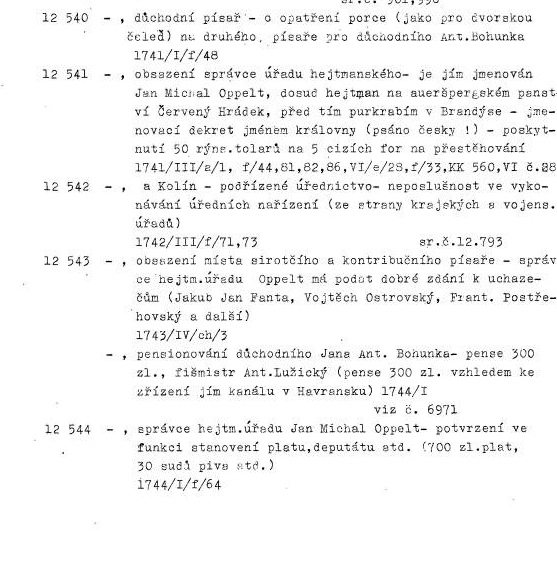 12 540 - , důchodní písař - o opatření porce (jako pro dvorskou
čeleď) na druhého, písaře pro důchodního Ant.Bohunka
1741/I/f/48
12 541 - , obsazení správce úřadu hejtmanského- je jím jmenován
Jan Michal Oppelt, dosud hejtman na aueršpergském panst-
ví Červený Hrádek, před tím purkrabím v Brandýse - jme-
novací dekret jménem královny (psáno česky !) - poskyt-
nutí 50 rýns.tolarů na 5 cizích for na přestěhování
1741/III/a/1, f/44,81,82,86,VI/e/28,f/33,KK 560,VI č.88
12 542 - , a Kolín - podřízené úřednictvo- neposlušnost ve vyko-
návání úředních nařízení (ze strany krajských a vojens.
úřadů)
1742/III/f/71,73 sr.č.12.793
12 543 - , obsazení místa sirotčího a kontribučního písaře - správ
ce hejtm.úřadu Oppelt má podat dobré zdání k uchaze-
čům (Jakub Jan Fanta, Vojtěch Ostrovský, Frant. Postře-
hovský a další)
1743/IV/ch/3
- , pensionování důchodního Jana Ant. Bohunka- pense 300
zl., fišmistr Ant.Lužický (pense 300 zl. vzhledem ke
zřízení jím kanálu v Havransku) 1744/I
viz č. 6971
12 544 - , správce hejtm.úřadu Jan Michal Oppelt- potvrzení ve
funkci stanovení platu,deputátu atd. (700 zl.plat,
30 sudů piva atd.)
1744/I/f/64